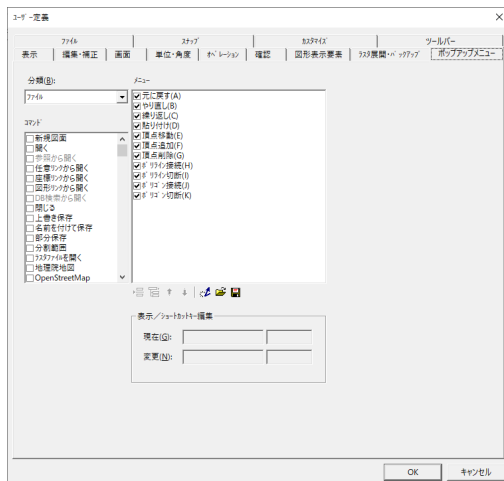 ﾕｰｻﾞｰ定義
ﾌｧｲﾙ
ｽﾅｯﾌﾟ
ｶｽﾀﾏｲｽﾞ
ツールバー
表示
編集・補正
画面
単位・角度
ｵﾍﾟﾚｰｼｮﾝ
確認
図形表示要素
ﾗｽﾀ展開・ﾊﾞｯｸｱｯﾌﾟ
ポップアップメニュー
分類(B):
ﾌｧｲﾙ
ｺﾏﾝﾄﾞ
新規図面
開く
参照から開く
任意ﾘﾝｸから開く
座標ﾘﾝｸから開く
図形ﾘﾝｸから開く
DB検索から開く
閉じる
上書き保存
名前を付けて保存
部分保存
分割範囲
ﾗｽﾀﾌｧｲﾙを開く
地理院地図
OpenStreetMap
ﾒﾆｭｰ
元に戻す(A)
やり直し(B)
繰り返し(C)
貼り付け(D)
頂点移動(E)
頂点追加(F)
頂点削除(G)
ﾎﾟﾘﾗｲﾝ接続(H)
ﾎﾟﾘﾗｲﾝ切断(I)
ﾎﾟﾘｺﾞﾝ接続(J)
ﾎﾟﾘｺﾞﾝ切断(K)
表示／ｼｮｰﾄｶｯﾄｷｰ編集
現在(G):
変更(N):
OK
キャンセル